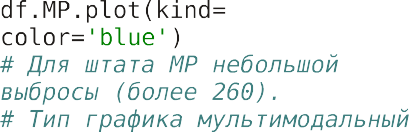 df.MP.plot(kind=
color='blue')
# Для штата MP небольшой
выбросы (более 260).
# Тип графика мультимодальный